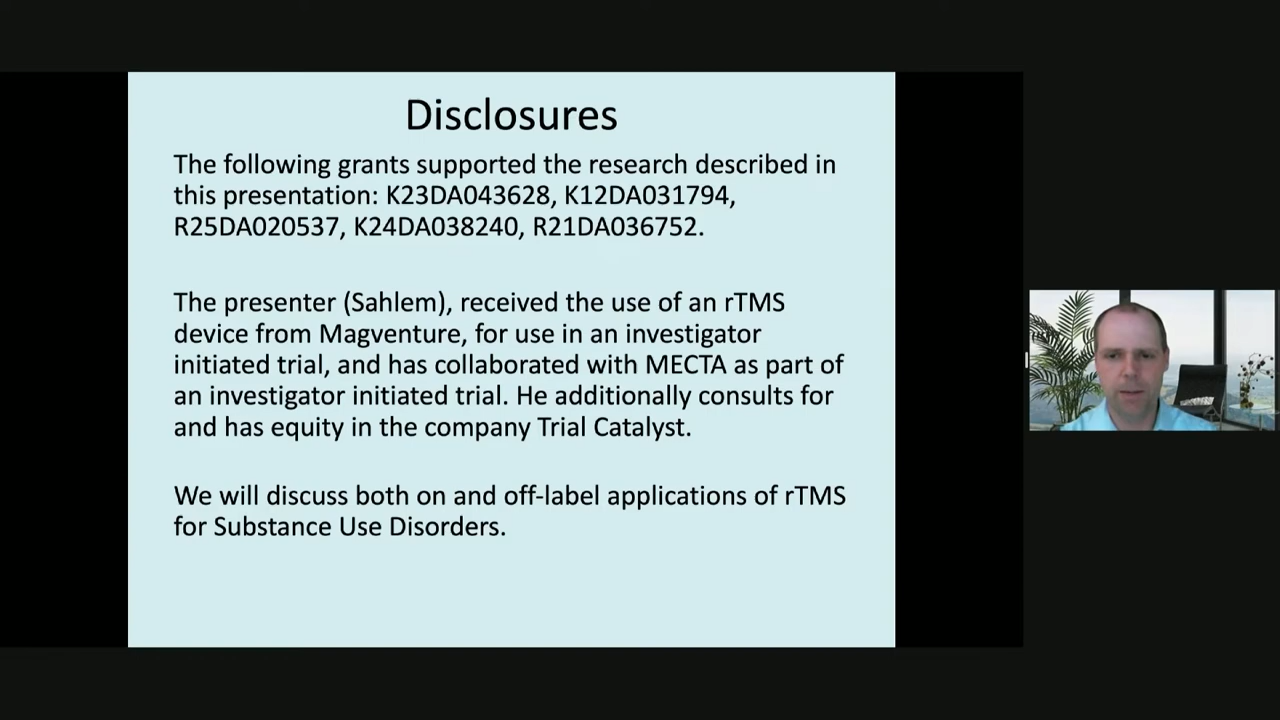 Disclosures
The following grants supported the research described in
this presentation: K23DA043628, K12DA031794,
R25DA020537, K24DA038240, R21DA036752.
The presenter (Sahlem), received the use of an rTMS
device from Magventure, for use in an investigator
initiated trial, and has collaborated with MECTA as part of
an investigator initiated trial. He additionally consults for
and has equity in the company Trial Catalyst.
We will discuss both on and off-label applications of rTMS
for Substance Use Disorders.